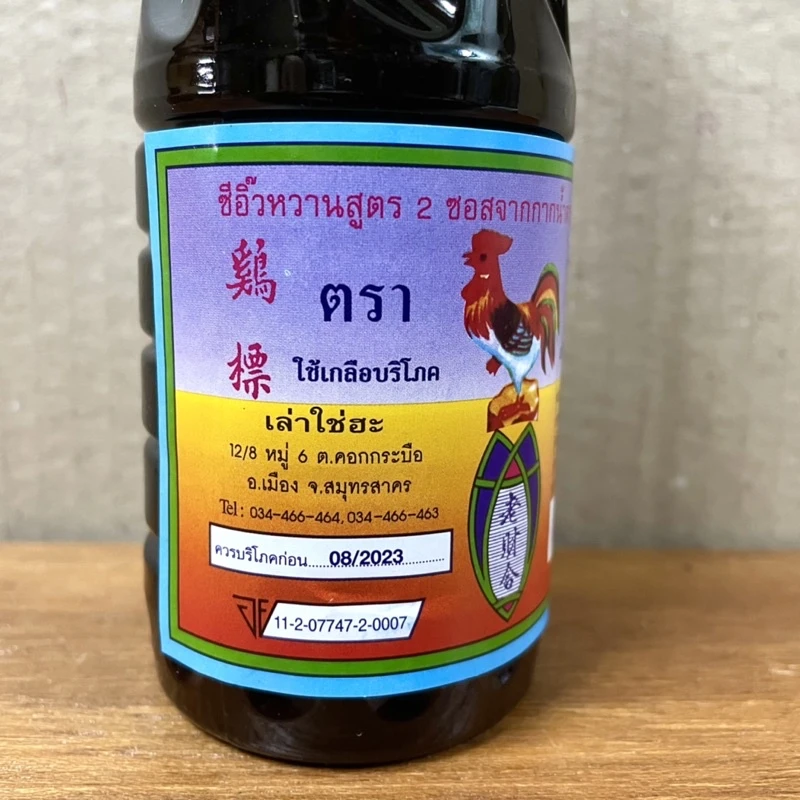 ซีอิ๊วหวานสูตร 2 ซอสจากกากน้ำ
鷄標
ตรา
ใช้เกลือบริโภค
เล่าใช่ฮะ
12/8 หมู่ 6 ต.คอกกระบือ
อ.เมือง จ.สมุทรสาคร
Tel: 034-466-464, 034-466-463
ควรบริโภคก่อน 08/2023
11-2-07747-2-0007
老財合